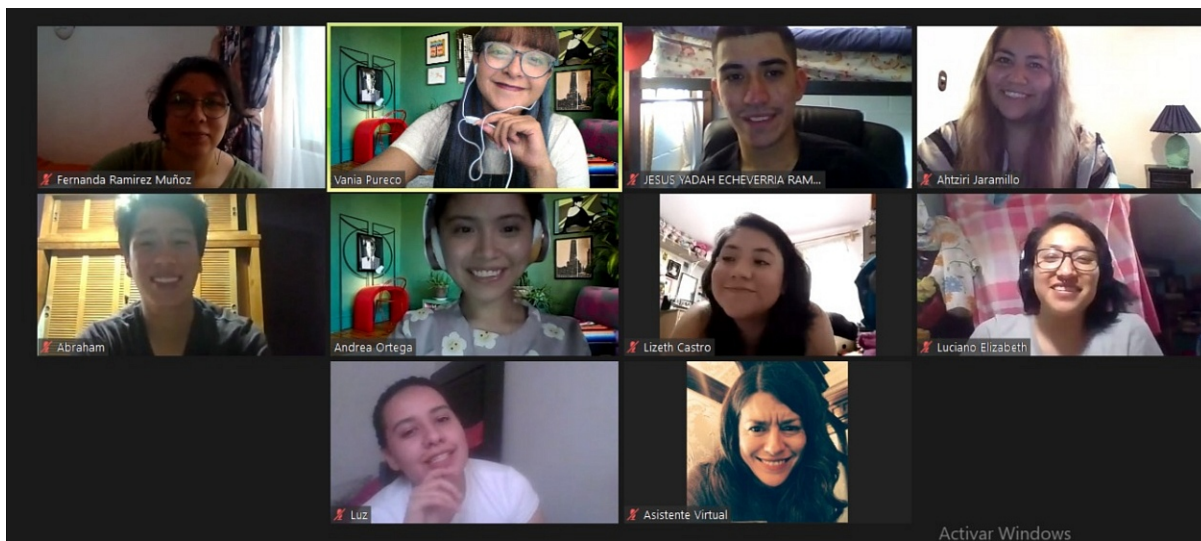 Fernanda Ramirez Muñoz
Vania Pureco
JESUS YADAH ECHEVERRIA RAM...
Ahtziri Jaramillo
Abraham
Andrea Ortega
Lizeth Castro
Luciano Elizabeth
Luz
Asistente Virtual
Activar Windows